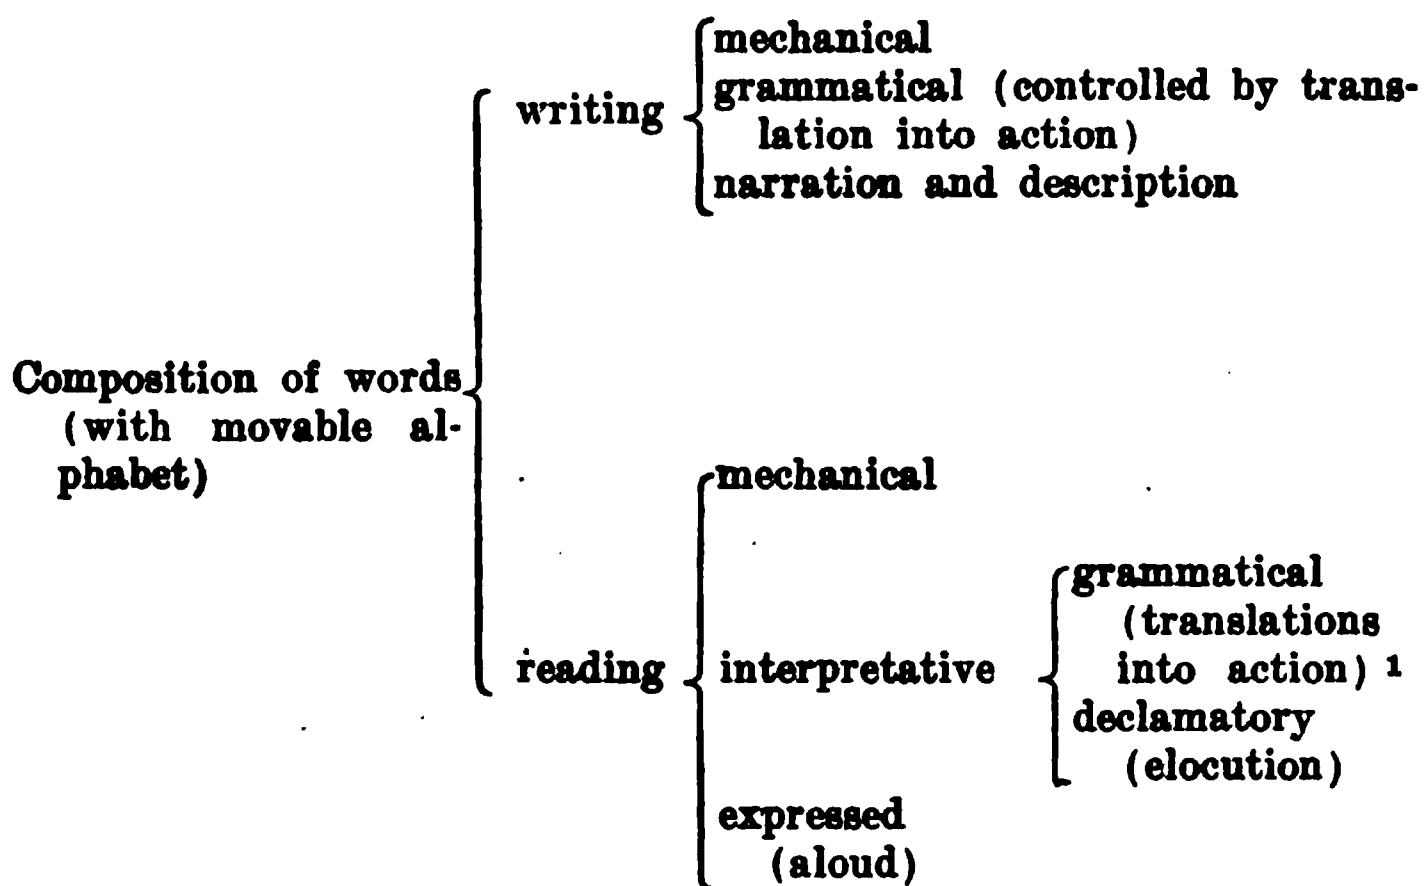 mechanical
grammatical (controlled by trans-
lation into action)
narration and description
writing
Composition of words
(with movable al-
phabet)
reading
mechanical
interpretative
grammatical
(translations
into action) 1
declamatory
(elocution)
expressed
(aloud)